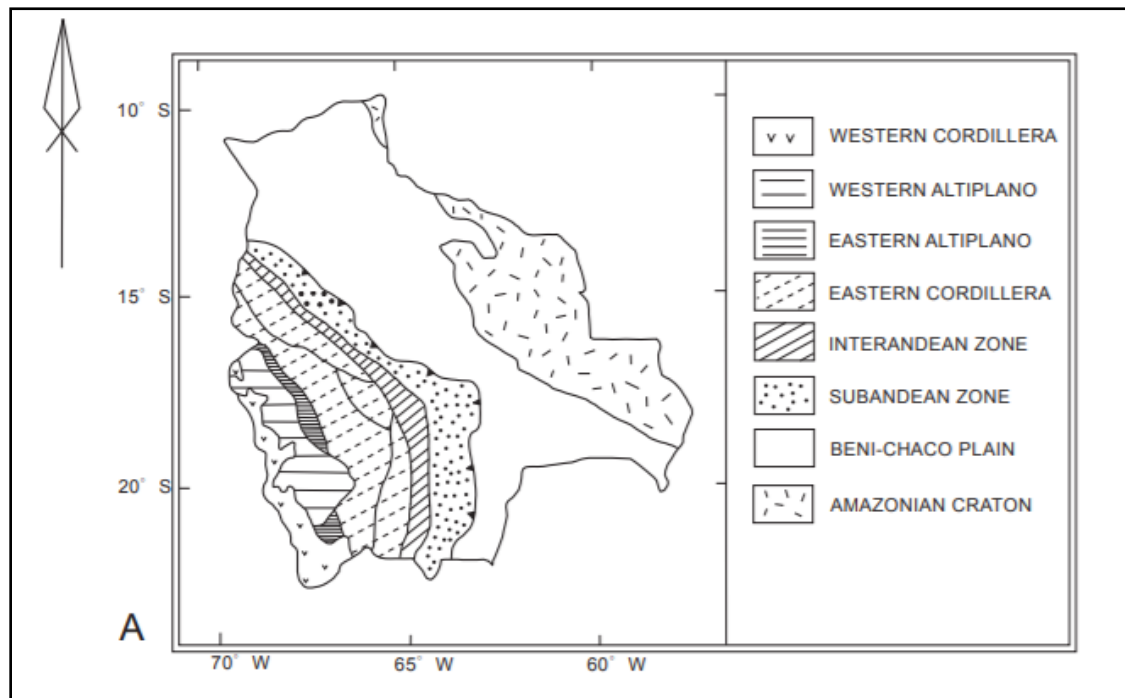 10° S
15° S
20° S
A
70° W
65° W
60° W
WESTERN CORDILLERA
WESTERN ALTIPLANO
EASTERN ALTIPLANO
EASTERN CORDILLERA
INTERANDEAN ZONE
SUBANDEAN ZONE
BENI-CHACO PLAIN
AMAZONIAN CRATON